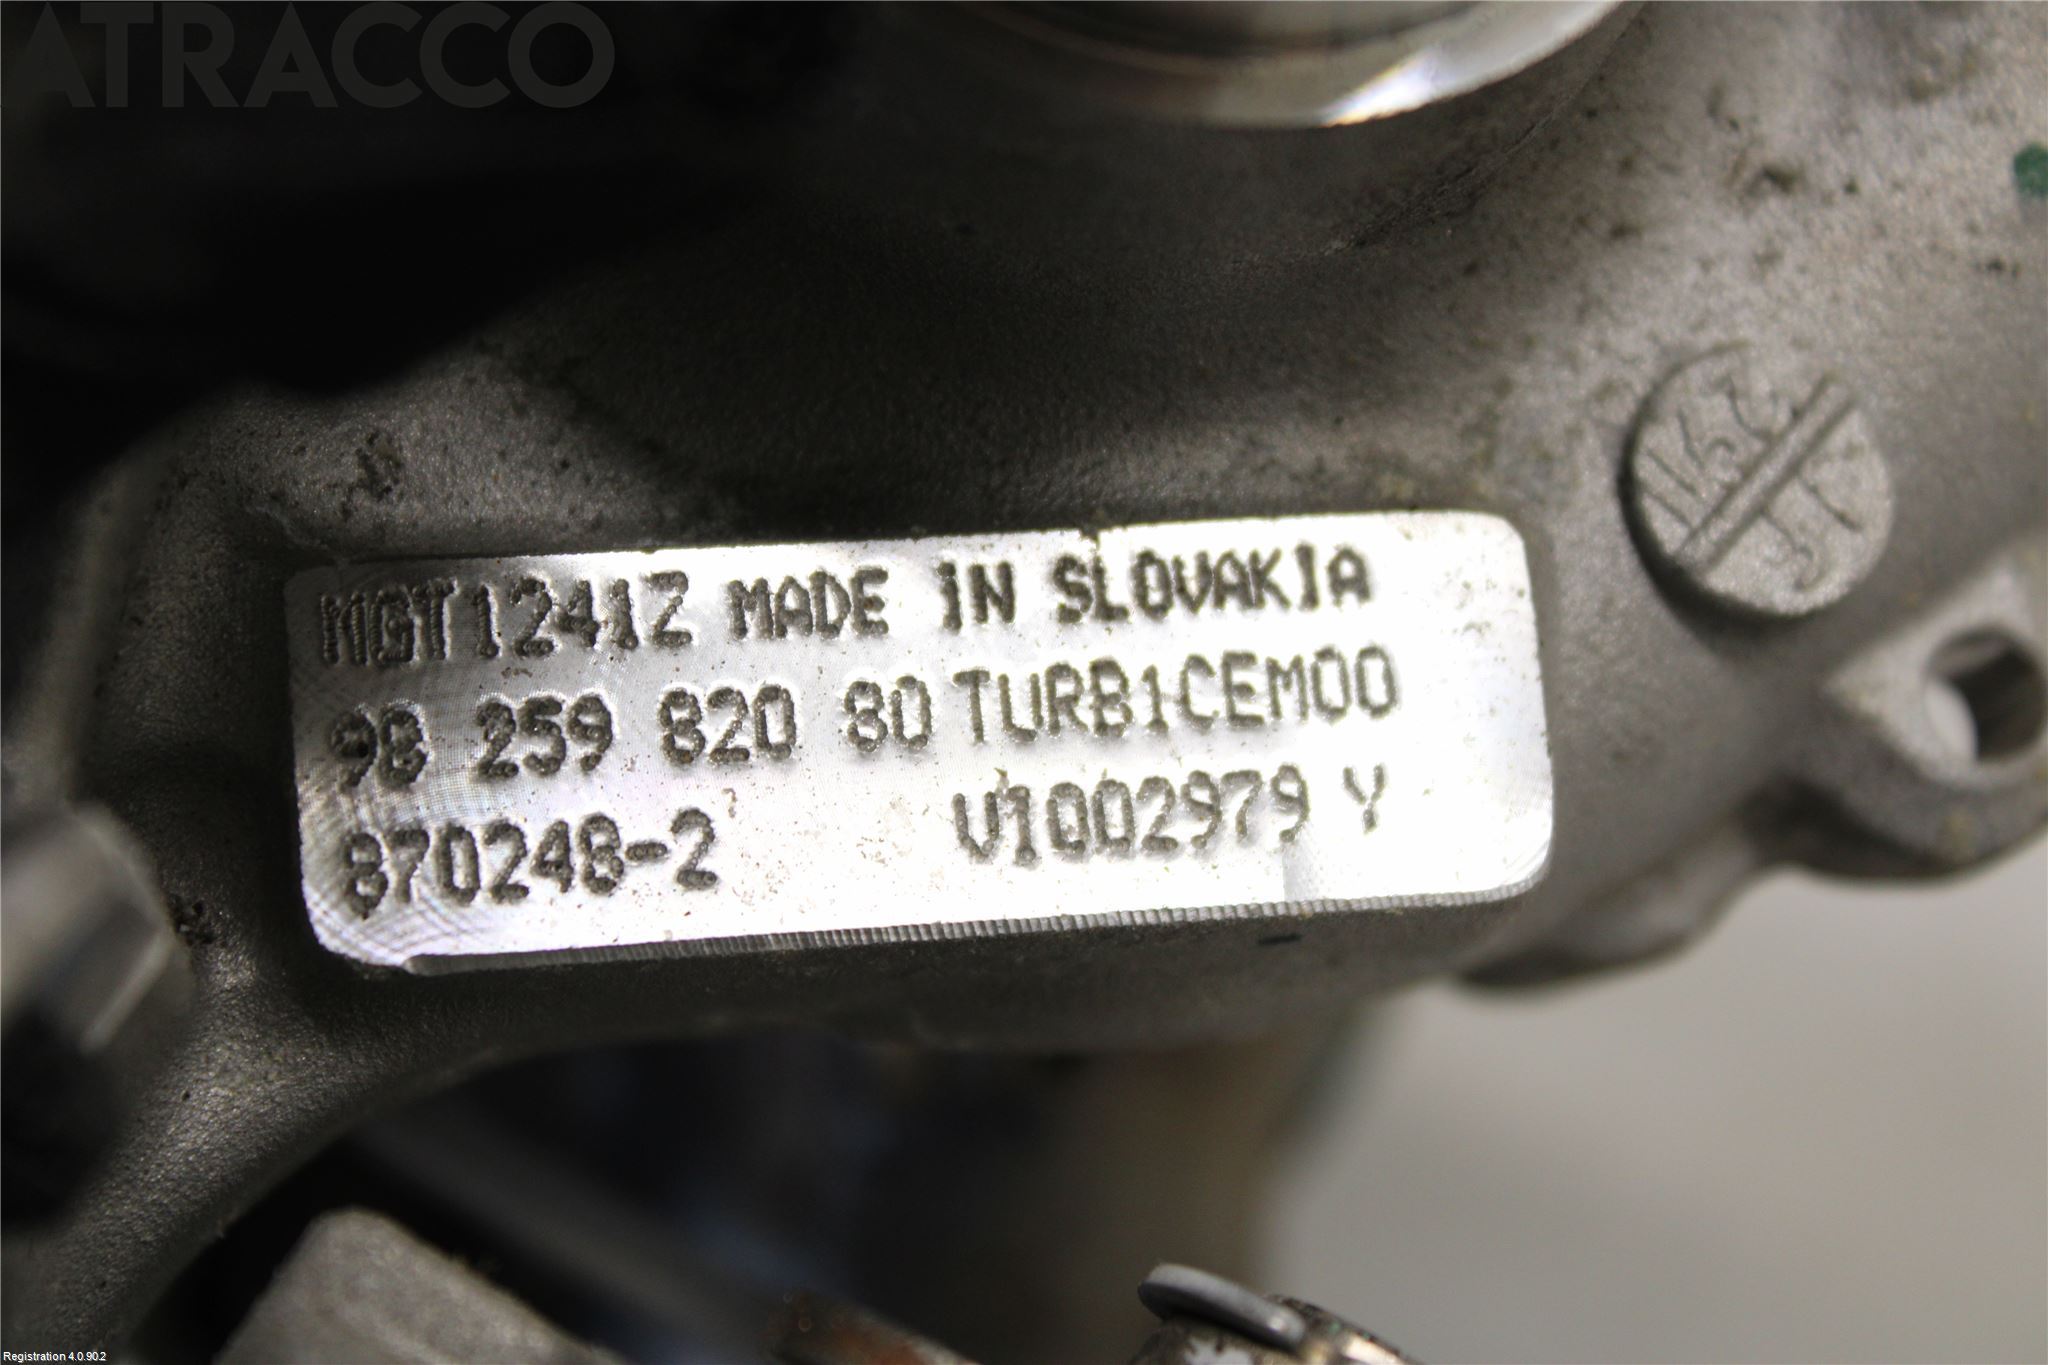 ATRACCO
MGT1241Z MADE IN SLOVAKIA
98 259 820 80 TURB1CEM00
870248-2 V1002979 Y
Registration 4.0.90.2